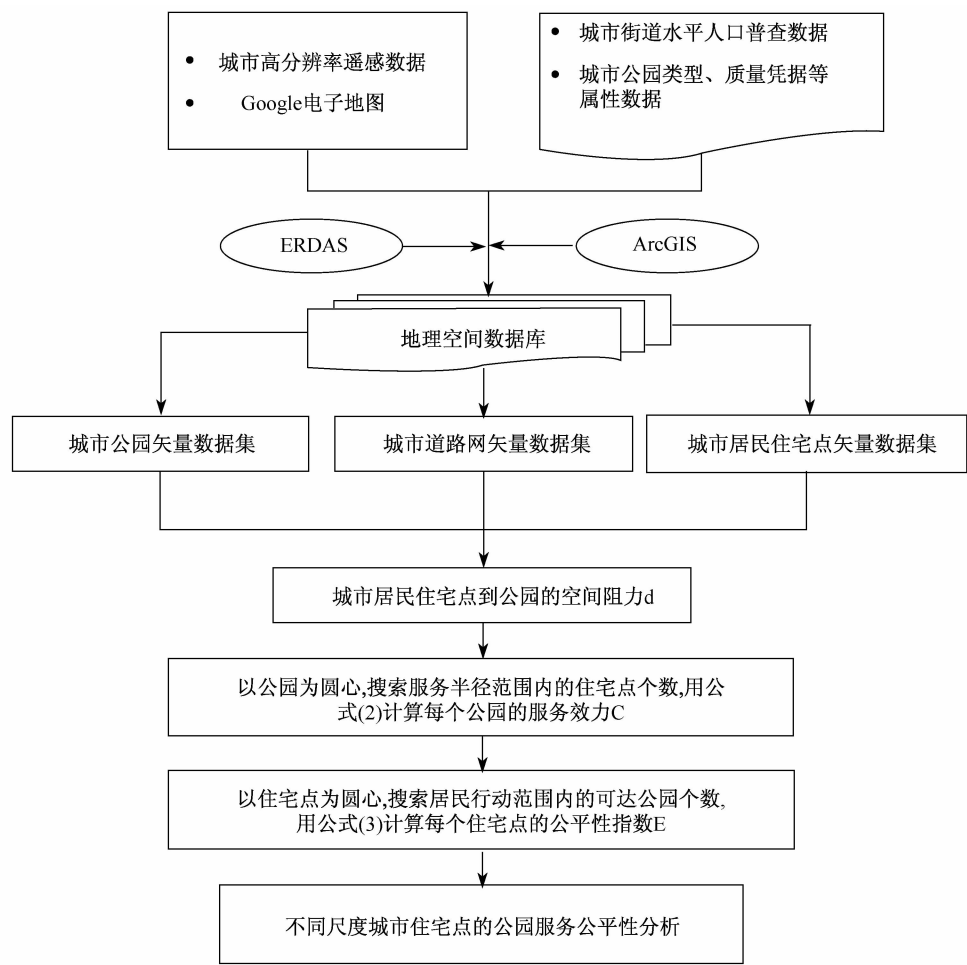 • 城市高分辨率遥感数据
• Google电子地图
• 城市街道水平人口普查数据
• 城市公园类型、质量凭据等
属性数据
ERDAS
ArcGIS
地理空间数据库
城市公园矢量数据集
城市道路网矢量数据集
城市居民住宅点矢量数据集
城市居民住宅点到公园的空间阻力d
以公园为圆心,搜索服务半径范围内的住宅点个数,用公
式(2)计算每个公园的服务效力C
以住宅点为圆心,搜索居民行动范围内的可达公园个数,
用公式(3)计算每个住宅点的公平性指数E
不同尺度城市住宅点的公园服务公平性分析